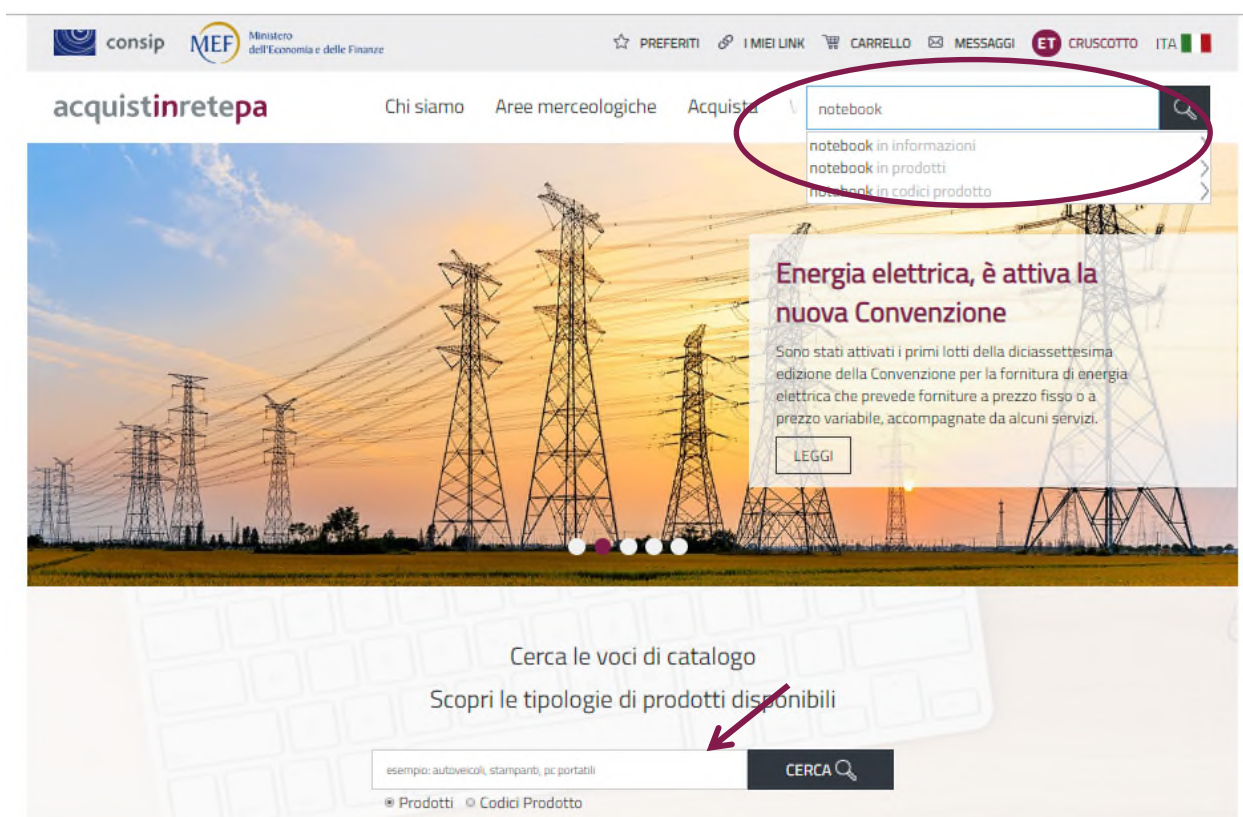 consip MEF Ministero
dell'Economia e delle Finanze
PREFERITI I MIEI LINK CARRELLO MESSAGGI ET CRUSCOTTO ITA
acquistinretepa Chi siamo Aree merceologiche Acquista notebook
notebook in informazioni
notebook in prodotti
notebook in codici prodotto
Energia elettrica, è attiva la
nuova Convenzione
Sono stati attivati i primi lotti della diciassettesima
edizione della Convenzione per la fornitura di energia
elettrica che prevede forniture a prezzo fisso o a
prezzo variabile, accompagnate da alcuni servizi.
LEGGI
Cerca le voci di catalogo
Scopri le tipologie di prodotti disponibili
esempio: autoveicoli, stampanti, pc portatili CERCA
Prodotti Codici Prodotto